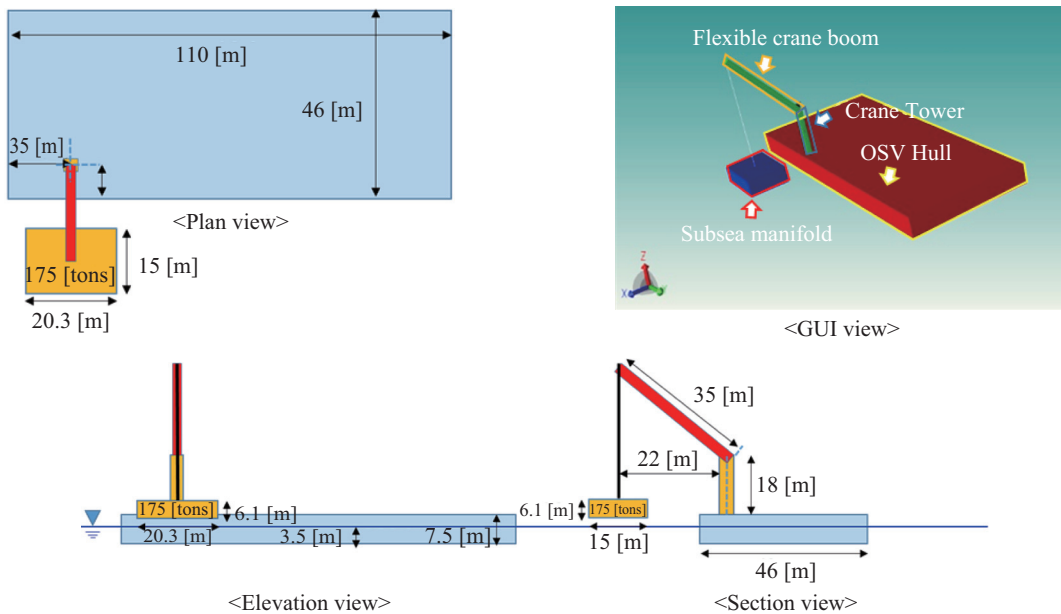 110 [m]
46 [m]
35 [m]
<Plan view>
175 [tons]
15 [m]
20.3 [m]
Flexible crane boom
Crane Tower
OSV Hull
Subsea manifold
Z
X
Y
<GUI view>
175 [tons]
6.1 [m]
20.3 [m]
3.5 [m]
7.5 [m]
<Elevation view>
35 [m]
22 [m]
18 [m]
6.1 [m]
175 [tons]
15 [m]
46 [m]
<Section view>